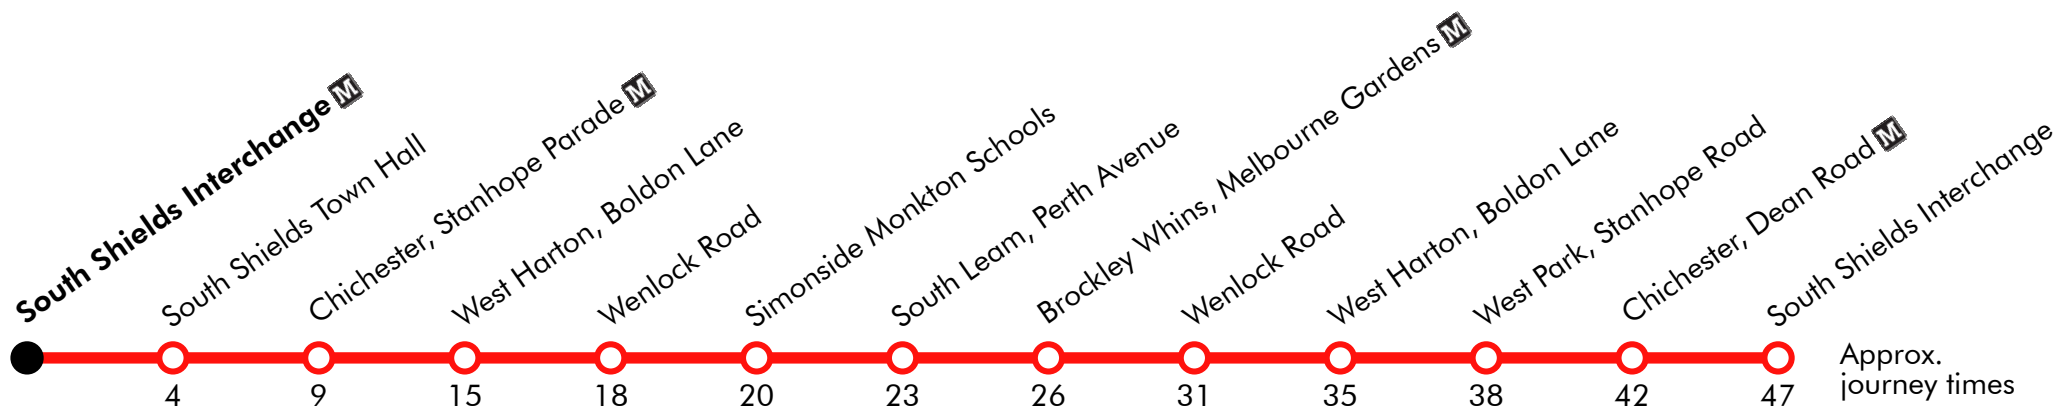 South Shields Interchange M
South Shields Town Hall
Chichester, Stanhope Parade M
West Harton, Boldon Lane
Wenlock Road
Simonside Monkton Schools
South Leam, Perth Avenue
Brockley Whins, Melbourne Gardens M
Wenlock Road
West Harton, Boldon Lane
West Park, Stanhope Road
Chichester, Dean Road M
South Shields Interchange
4 9 15 18 20 23 26 31 35 38 42 47
Approx.
journey times